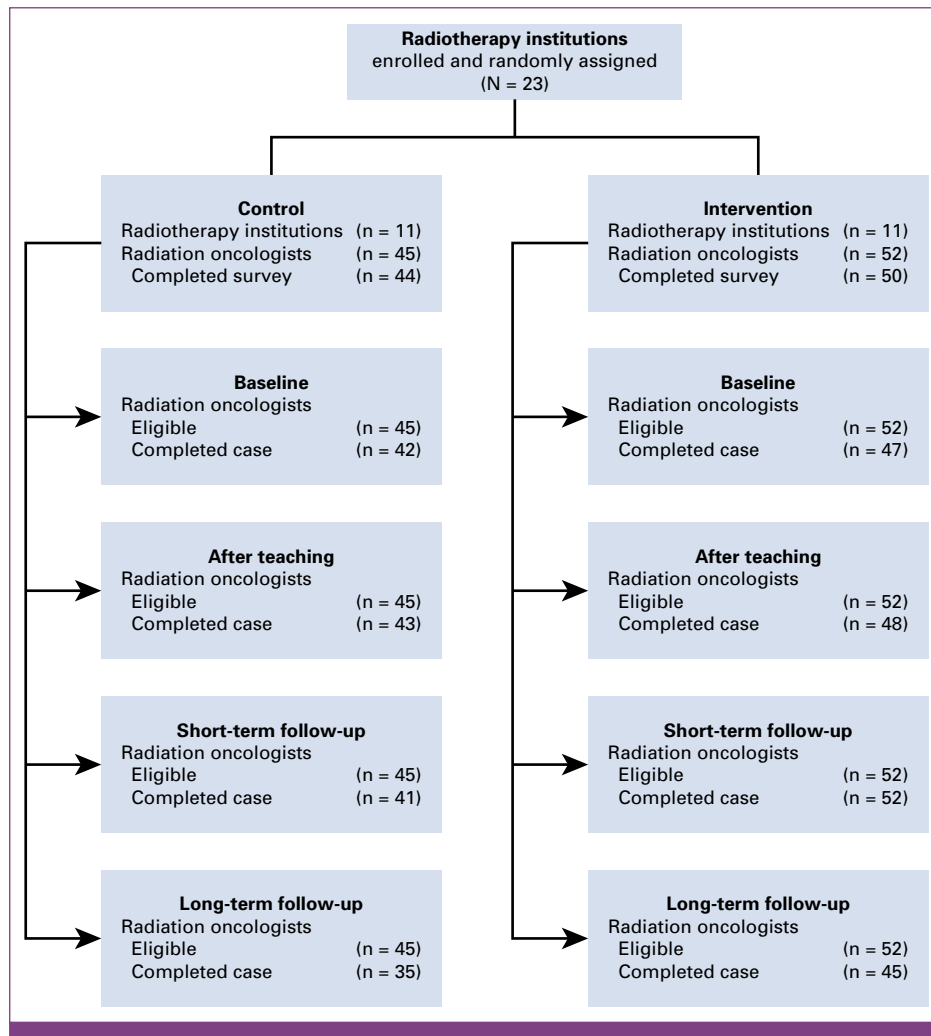 Radiotherapy institutions
enrolled and randomly assigned
(N = 23)
Control
Radiotherapy institutions (n = 11)
Radiation oncologists (n = 45)
Completed survey (n = 44)
Baseline
Radiation oncologists
Eligible (n = 45)
Completed case (n = 42)
After teaching
Radiation oncologists
Eligible (n = 45)
Completed case (n = 43)
Short-term follow-up
Radiation oncologists
Eligible (n = 45)
Completed case (n = 41)
Long-term follow-up
Radiation oncologists
Eligible (n = 45)
Completed case (n = 35)
Intervention
Radiotherapy institutions (n = 11)
Radiation oncologists (n = 52)
Completed survey (n = 50)
Baseline
Radiation oncologists
Eligible (n = 52)
Completed case (n = 47)
After teaching
Radiation oncologists
Eligible (n = 52)
Completed case (n = 48)
Short-term follow-up
Radiation oncologists
Eligible (n = 52)
Completed case (n = 52)
Long-term follow-up
Radiation oncologists
Eligible (n = 52)
Completed case (n = 45)